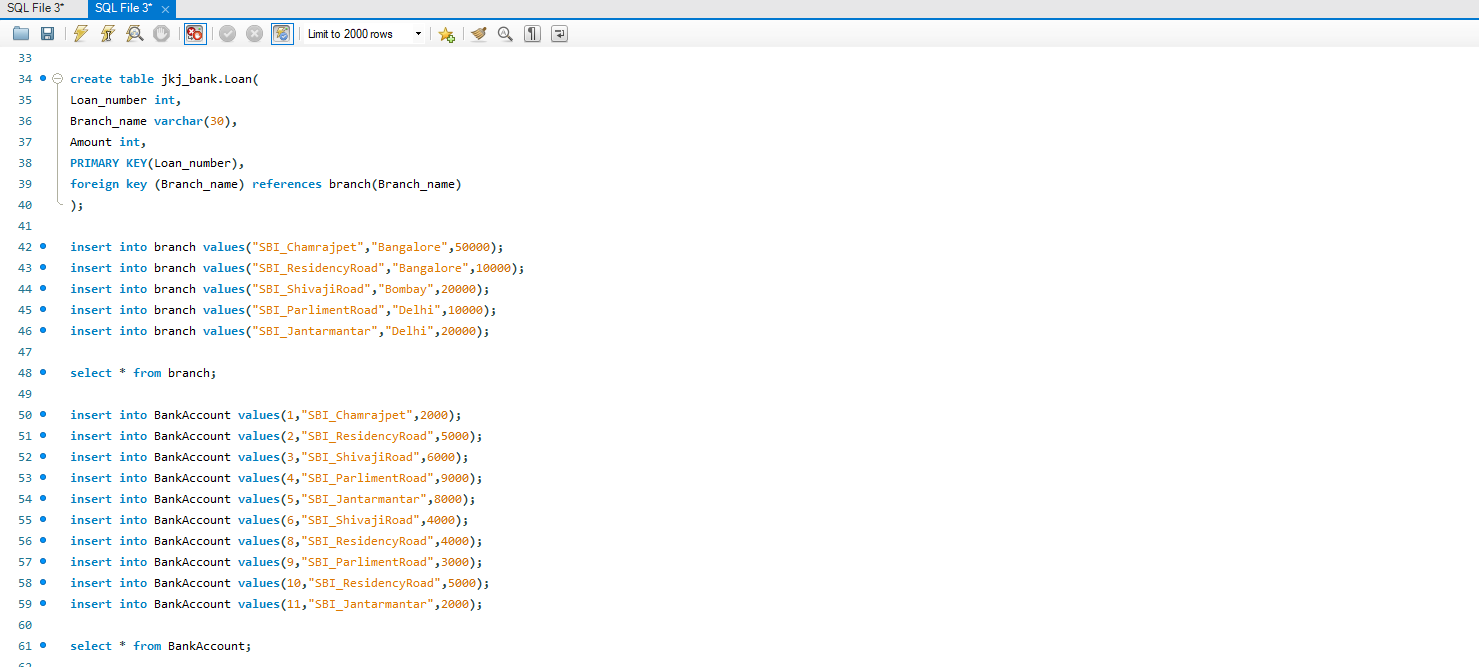 SQL File 3*
SQL File 3*
Limit to 2000 rows
33
34 create table jkj_bank.Loan(
35 Loan_number int,
36 Branch_name varchar(30),
37 Amount int,
38 PRIMARY KEY(Loan_number),
39 foreign key (Branch_name) references branch(Branch_name)
40 );
41
42 insert into branch values("SBI_Chamrajpet","Bangalore",50000);
43 insert into branch values("SBI_ResidencyRoad","Bangalore",10000);
44 insert into branch values("SBI_ShivajiRoad","Bombay",20000);
45 insert into branch values("SBI_ParlimentRoad","Delhi",10000);
46 insert into branch values("SBI_Jantarmantar","Delhi",20000);
47
48 select * from branch;
49
50 insert into BankAccount values(1,"SBI_Chamrajpet",2000);
51 insert into BankAccount values(2,"SBI_ResidencyRoad",5000);
52 insert into BankAccount values(3,"SBI_ShivajiRoad",6000);
53 insert into BankAccount values(4,"SBI_ParlimentRoad",9000);
54 insert into BankAccount values(5,"SBI_Jantarmantar",8000);
55 insert into BankAccount values(6,"SBI_ShivajiRoad",4000);
56 insert into BankAccount values(8,"SBI_ResidencyRoad",4000);
57 insert into BankAccount values(9,"SBI_ParlimentRoad",3000);
58 insert into BankAccount values(10,"SBI_ResidencyRoad",5000);
59 insert into BankAccount values(11,"SBI_Jantarmantar",2000);
60
61 select * from BankAccount;
62